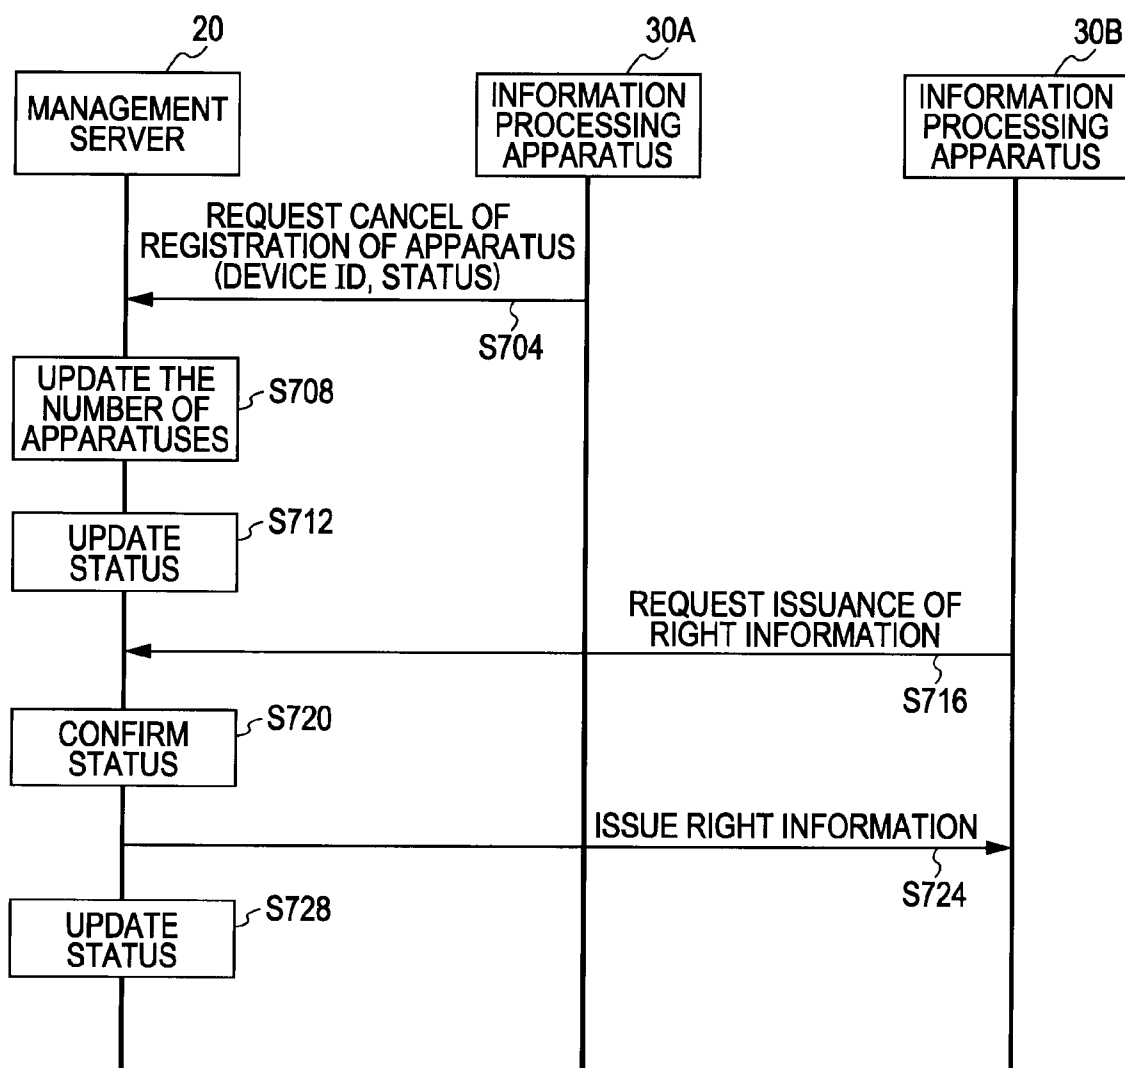 20
30A
30B
MANAGEMENT
SERVER
INFORMATION
PROCESSING
APPARATUS
INFORMATION
PROCESSING
APPARATUS
REQUEST CANCEL OF
REGISTRATION OF APPARATUS
(DEVICE ID, STATUS)
S704
UPDATE THE
NUMBER OF
APPARATUSES
S708
UPDATE
STATUS
S712
REQUEST ISSUANCE OF
RIGHT INFORMATION
S716
CONFIRM
STATUS
S720
ISSUE RIGHT INFORMATION
S724
UPDATE
STATUS
S728